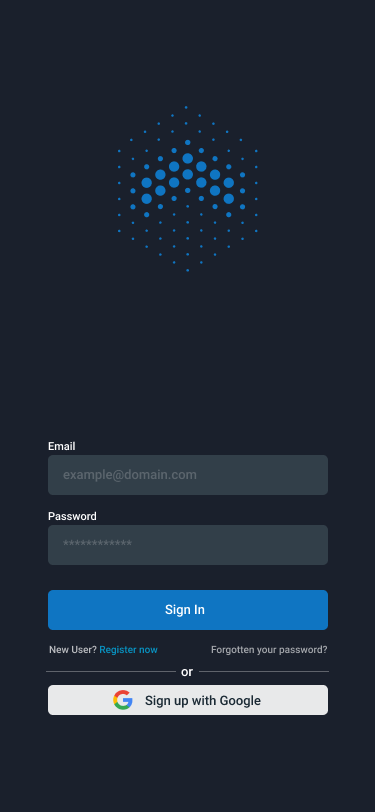 Email
example@domain.com
Password
************
Sign In
New User? Register now
Forgotten your password?
or
Sign up with Google